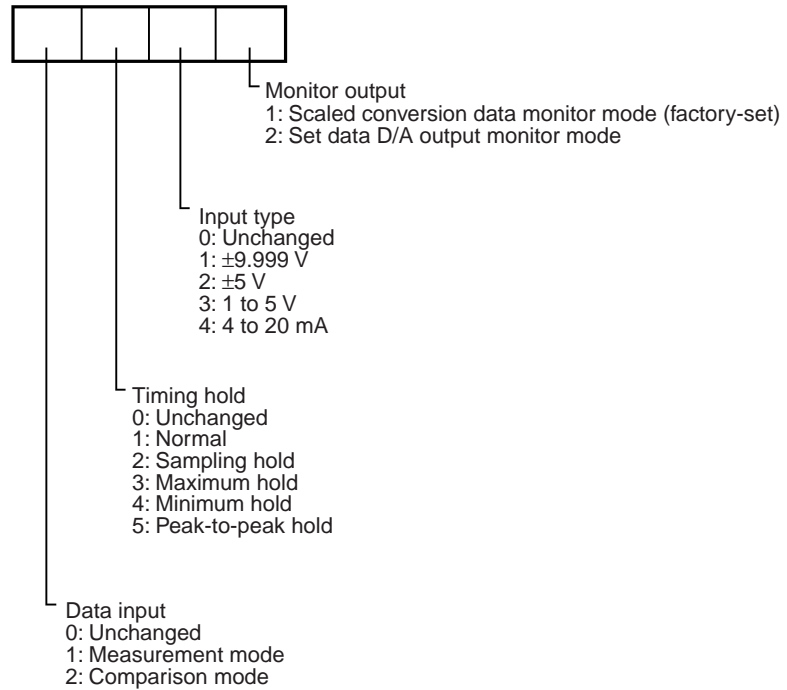 Monitor output
1: Scaled conversion data monitor mode (factory-set)
2: Set data D/A output monitor mode
Input type
0: Unchanged
1: ±9.999 V
2: ±5 V
3: 1 to 5 V
4: 4 to 20 mA
Timing hold
0: Unchanged
1: Normal
2: Sampling hold
3: Maximum hold
4: Minimum hold
5: Peak-to-peak hold
Data input
0: Unchanged
1: Measurement mode
2: Comparison mode